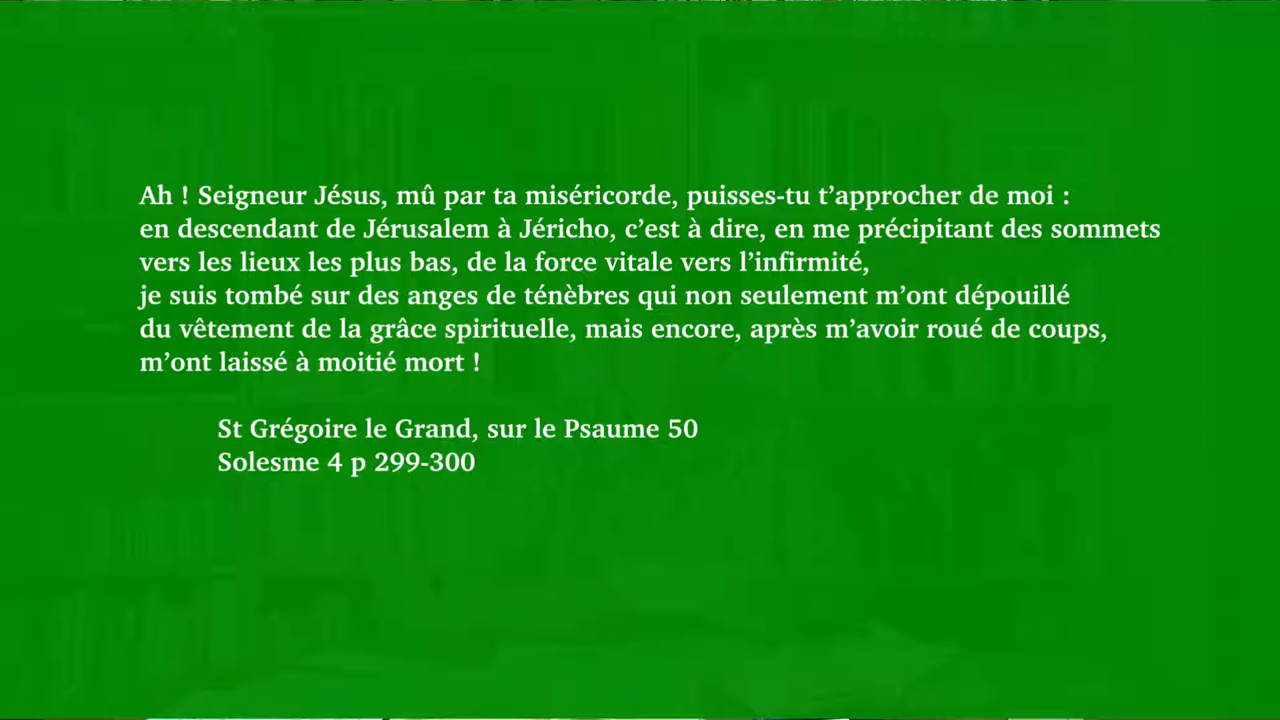 Ah ! Seigneur Jésus, mû par ta miséricorde, puisses-tu t’approcher de moi :
en descendant de Jérusalem à Jéricho, c’est à dire, en me précipitant des sommets
vers les lieux les plus bas, de la force vitale vers l’infirmité,
je suis tombé sur des anges de ténèbres qui non seulement m’ont dépouillé
du vêtement de la grâce spirituelle, mais encore, après m’avoir roué de coups,
m’ont laissé à moitié mort !
St Grégoire le Grand, sur le Psaume 50
Solesme 4 p 299-300